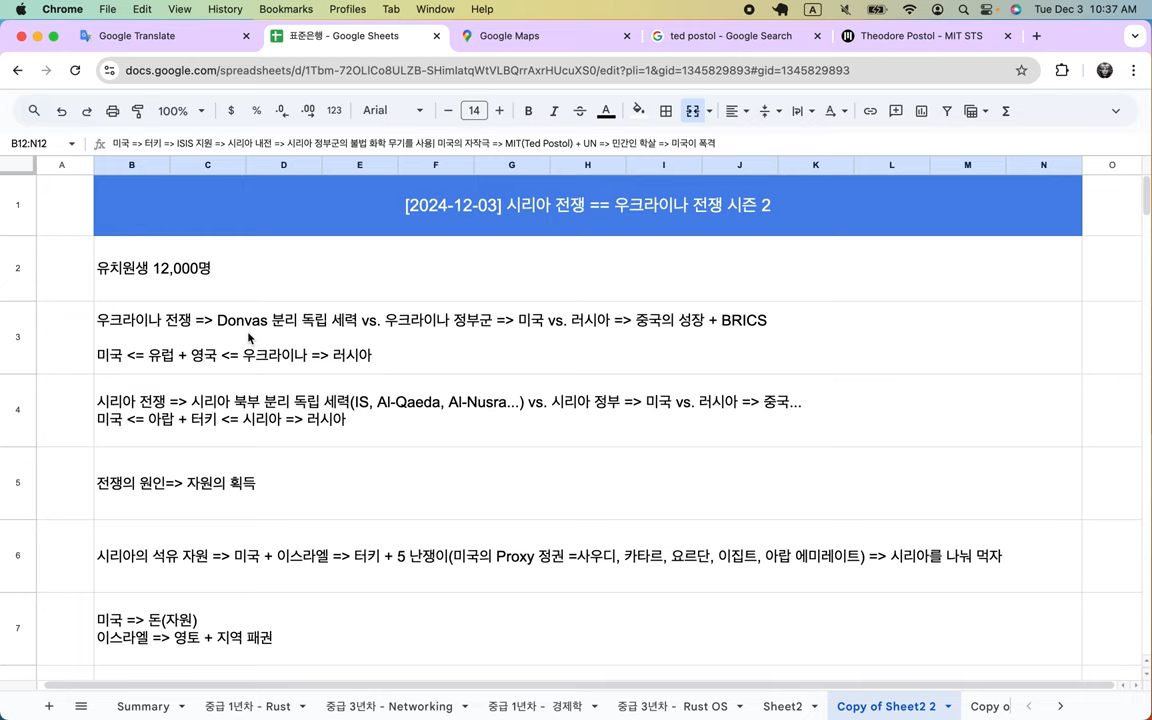 Chrome File Edit View History Bookmarks Profiles Tab Window Help A Tue Dec 3 10:37 AM
Google Translate
표준은행 - Google Sheets
Google Maps
ted postol - Google Search
Theodore Postol - MIT STS
docs.google.com/spreadsheets/d/1Tbm-72OLlCo8ULZB-SHimlatqWtVLBQrrAxrHUcuXS0/edit?pli=1&gid=1345829893#gid=1345829893
100% $ % .0 .00 123 Arial 14 B I A
B12:N12 fx 미국 => 터키 => ISIS 지원 => 시리아 내전 => 시리아 정부군의 불법 화학 무기를 사용| 미국의 자작극 => MIT(Ted Postol) + UN => 민간인 학살 => 미국이 폭격
A B C D E F G H I J K L M N O
1 [2024-12-03] 시리아 전쟁 == 우크라이나 전쟁 시즌 2
2 유치원생 12,000명
3 우크라이나 전쟁 => Donvas 분리 독립 세력 vs. 우크라이나 정부군 => 미국 vs. 러시아 => 중국의 성장 + BRICS
미국 <= 유럽 + 영국 <= 우크라이나 => 러시아
4 시리아 전쟁 => 시리아 북부 분리 독립 세력(IS, Al-Qaeda, Al-Nusra...) vs. 시리아 정부 => 미국 vs. 러시아 => 중국...
미국 <= 아랍 + 터키 <= 시리아 => 러시아
5 전쟁의 원인=> 자원의 획득
6 시리아의 석유 자원 => 미국 + 이스라엘 => 터키 + 5 난쟁이(미국의 Proxy 정권 =사우디, 카타르, 요르단, 이집트, 아랍 에미레이트) => 시리아를 나눠 먹자
7 미국 => 돈(자원)
이스라엘 => 영토 + 지역 패권
Summary 중급 1년차 - Rust 중급 3년차 - Networking 중급 1년차 - 경제학 중급 3년차 - Rust OS Sheet2 Copy of Sheet2 2 Copy o